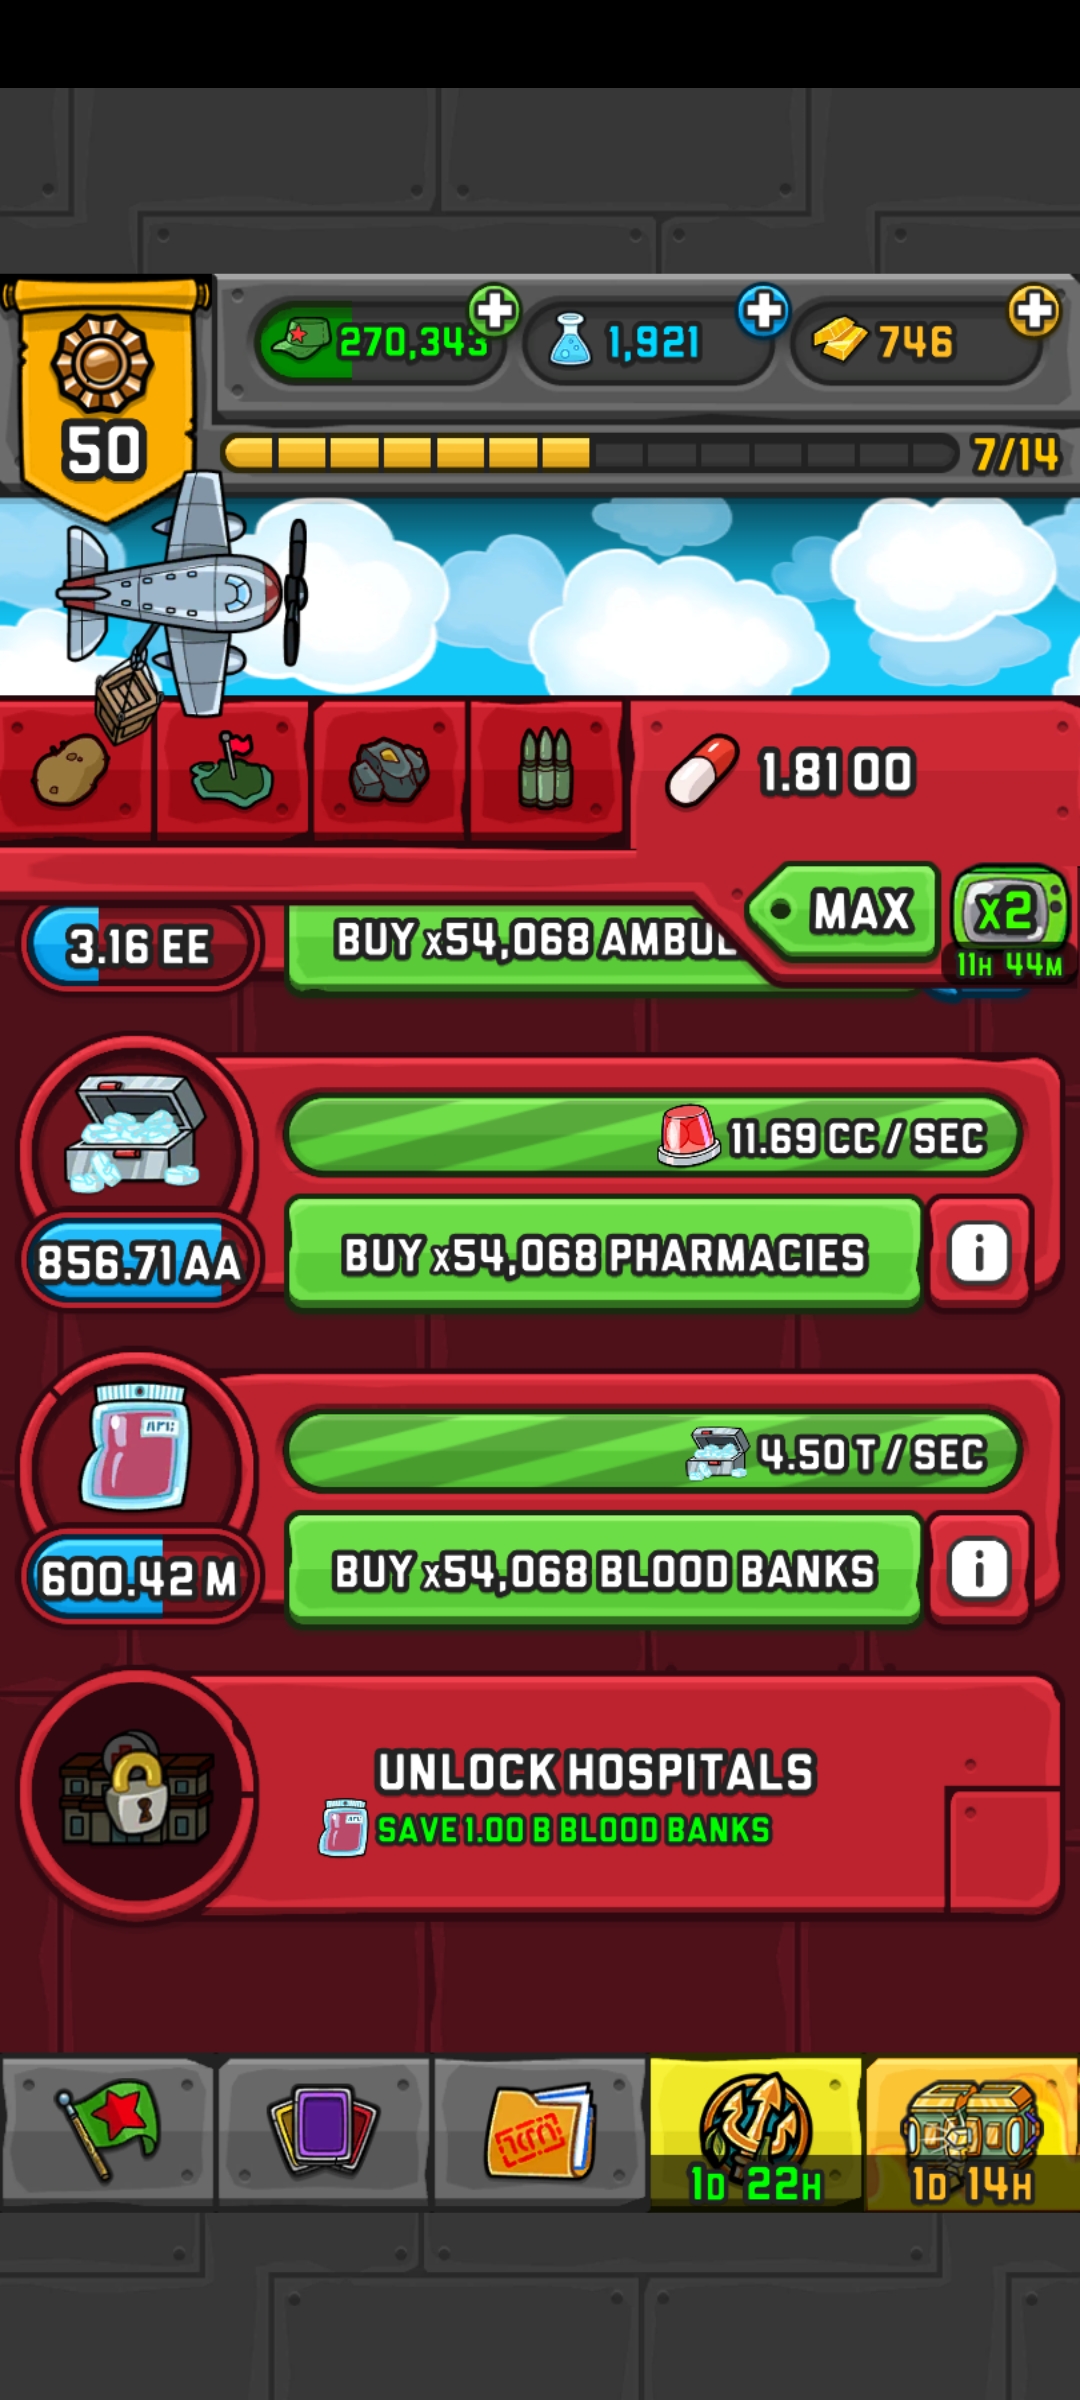 270,343
1,921
746
50
7/14
1.81 OO
MAX
x2
11H 44M
3.16 EE
BUY x54,068
11.69 CC / SEC
856.71 AA
BUY x54,068 PHARMACIES
i
4.50 T / SEC
600.42 M
BUY x54,068 BLOOD BANKS
i
UNLOCK HOSPITALS
SAVE 1.00 B BLOOD BANKS
1D 22H
1D 14H